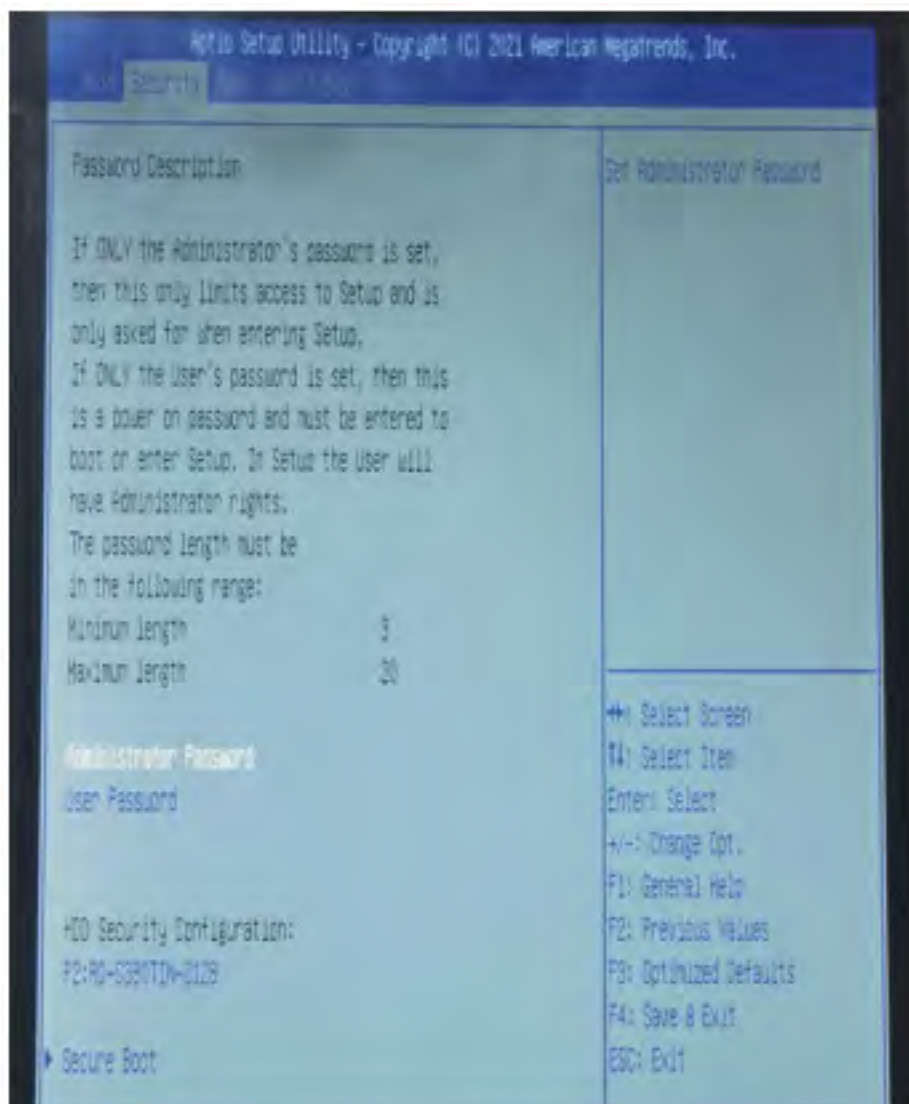 Aptio Setup Utility - Copyright (C) 2021 American Megatrends, Inc.
Security
Password Description
If ONLY the Administrator's password is set,
then this only limits access to Setup and is
only asked for when entering Setup.
If ONLY the User's password is set, then this
is a power on password and must be entered to
boot or enter Setup. In Setup the User will
have Administrator rights.
The password length must be
in the following range:
Minimum length 3
Maximum length 20
Administrator Password
User Password
HDD Security Configuration:
Secure Boot
Set Administrator Password
: Select Screen
↑↓: Select Item
Enter: Select
+/-: Change Opt.
F1: General Help
F2: Previous Values
F3: Optimized Defaults
F4: Save & Exit
ESC: Exit